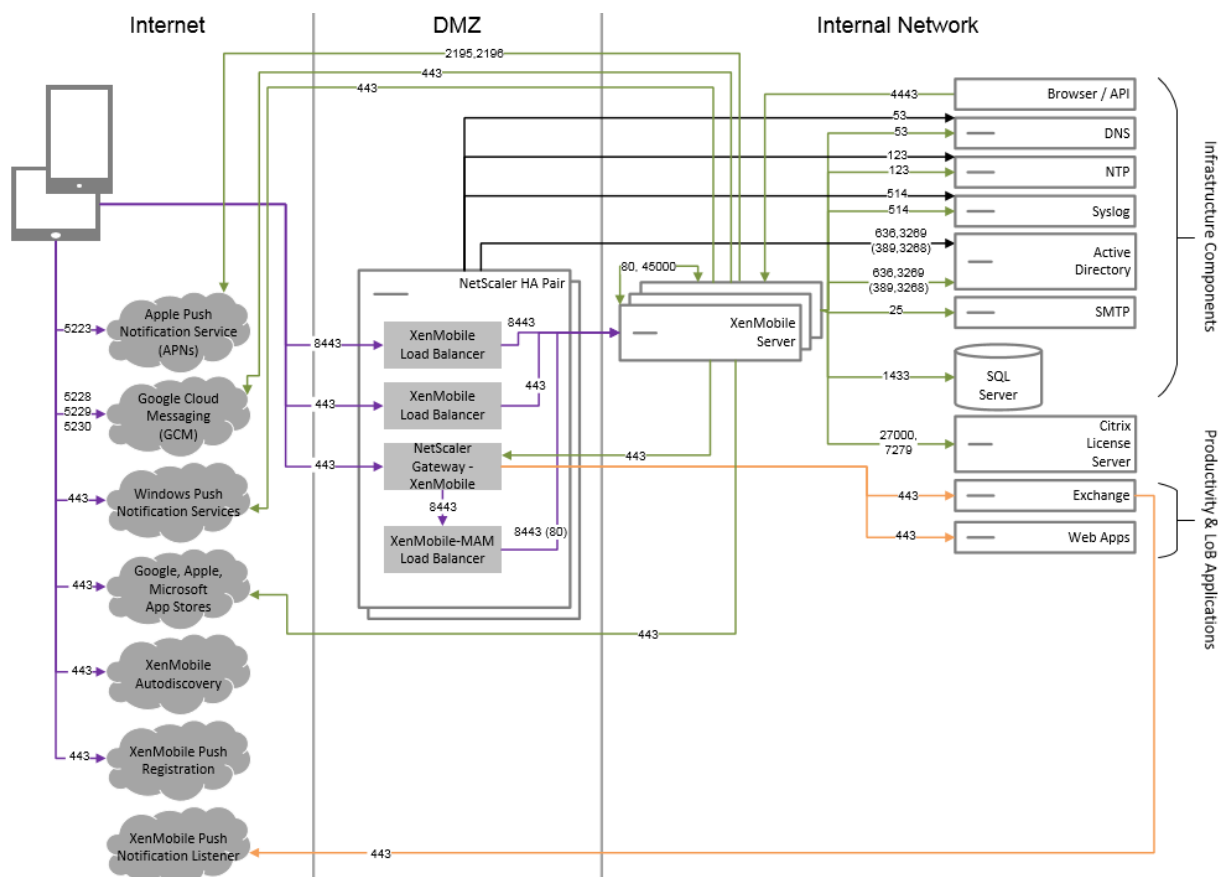 Internet
DMZ
Internal Network
2195,2196
443
443
4443
Browser / API
53
53
DNS
123
123
NTP
514
514
Syslog
636,3269
(389,3268)
636,3269
(389,3268)
Active
Directory
25
SMTP
1433
SQL
Server
27000,
7279
Citrix
License
Server
443
Exchange
443
Web Apps
Infrastructure Components
Productivity & LoB Applications
NetScaler HA Pair
8443
XenMobile
Load Balancer
8443
443
XenMobile
Load Balancer
443
443
NetScaler
Gateway -
XenMobile
443
8443
XenMobile-MAM
Load Balancer
8443 (80)
80, 45000
XenMobile
Server
5223
Apple Push
Notification Service
(APNs)
5228
5229
5230
Google Cloud
Messaging
(GCM)
443
Windows Push
Notification Services
443
Google, Apple,
Microsoft
App Stores
443
443
XenMobile
Autodiscovery
443
XenMobile Push
Registration
XenMobile Push
Notification Listener
443